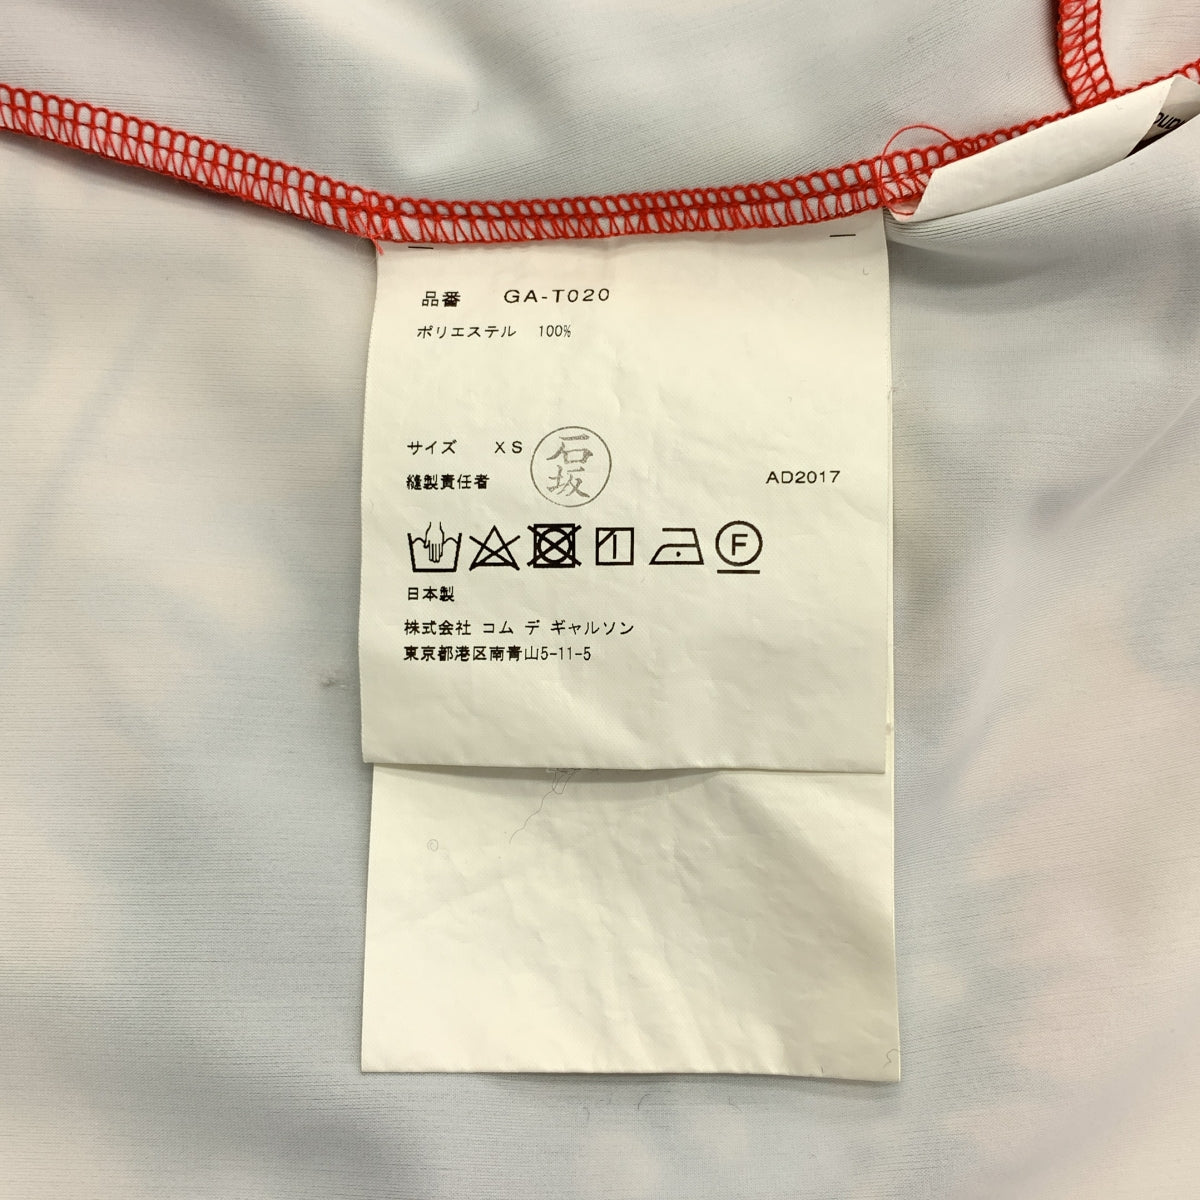 品番 GA-T020
ポリエステル 100%
サイズ XS
石坂
縫製責任者
AD2017
F
日本製
株式会社 コム デ ギャルソン
東京都港区南青山5-11-5